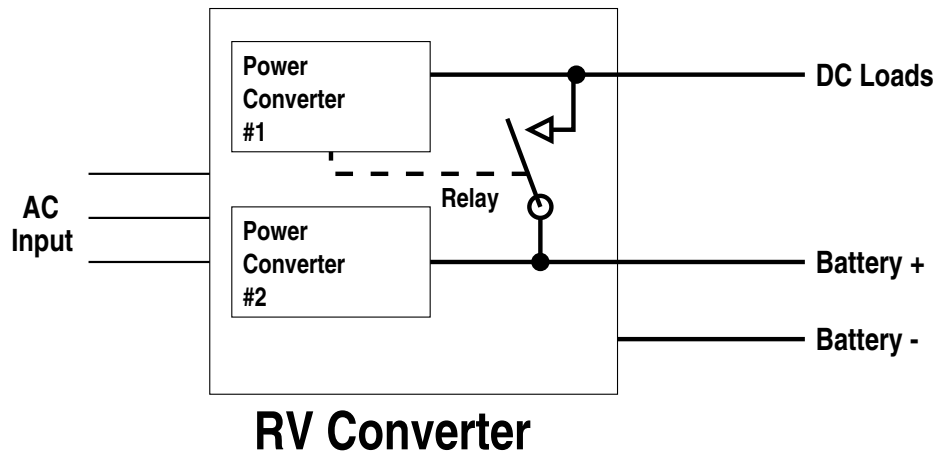 Power
Converter
#1
DC Loads
Relay
AC
Input
Power
Converter
#2
Battery +
Battery -
RV Converter